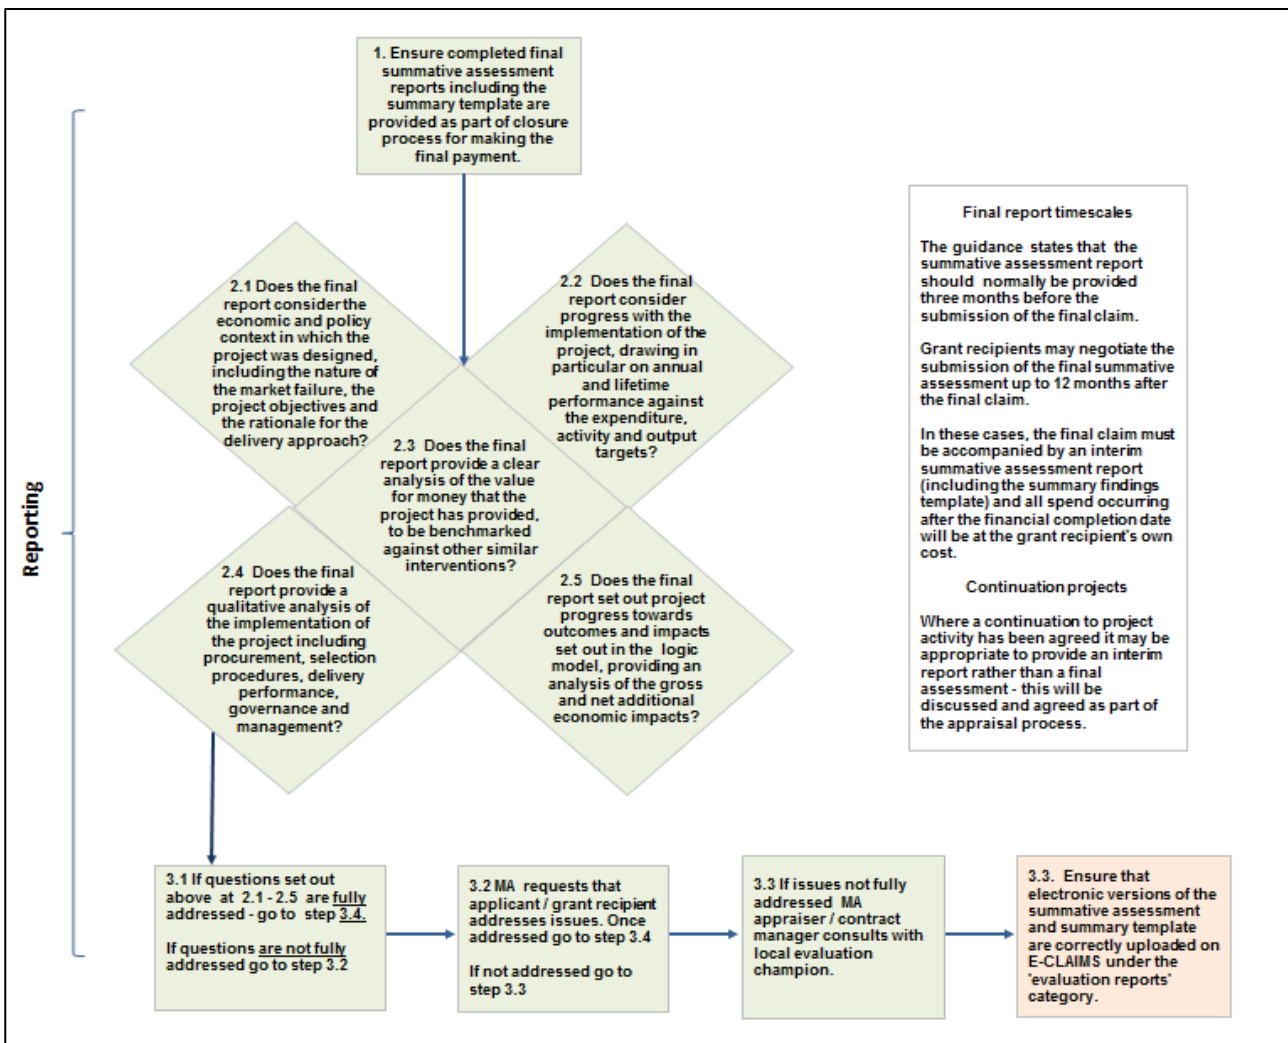 Reporting
1. Ensure completed final
summative assessment
reports including the
summary template are
provided as part of closure
process for making the
final payment.
2.1 Does the final
report consider the
economic and policy
context in which the
project was designed,
including the nature of
the market failure, the
project objectives and
the rationale for the
delivery approach?
2.2 Does the final
report consider
progress with the
implementation of the
project, drawing in
particular on annual
and lifetime
performance against
the expenditure,
activity and output
targets?
2.3 Does the final
report provide a clear
analysis of the value
for money that the
project has provided,
to be benchmarked
against other similar
interventions?
2.4 Does the final
report provide a
qualitative analysis of
the implementation
of the project including
procurement, selection
procedures, delivery
performance,
governance and
management?
2.5 Does the final
report set out project
progress towards
outcomes and impacts
set out in the logic
model, providing an
analysis of the gross
and net additional
economic impacts?
Final report timescales
The guidance states that the
summative assessment report
should normally be provided
three months before the
submission of the final claim.
Grant recipients may negotiate the
submission of the final summative
assessment up to 12 months after
the final claim.
In these cases, the final claim must
be accompanied by an interim
summative assessment report
(including the summary findings
template) and all spend occurring
after the financial completion date
will be at the grant recipient's own
cost.
Continuation projects
Where a continuation to project
activity has been agreed it may be
appropriate to provide an interim
report rather than a final
assessment - this will be
discussed and agreed as part of
the appraisal process.
3.1 If questions set out
above at 2.1 - 2.5 are fully
addressed - go to step 3.4.
If questions are not fully
addressed go to step 3.2
3.2 MA requests that
applicant / grant recipient
addresses issues. Once
addressed go to step 3.4
If not addressed go to
step 3.3
3.3 If issues not fully
addressed MA
appraiser / contract
manager consults with
local evaluation
champion.
3.3. Ensure that
electronic versions of the
summative assessment
and summary template
are correctly uploaded on
E-CLAIMS under the
'evaluation reports'
category.